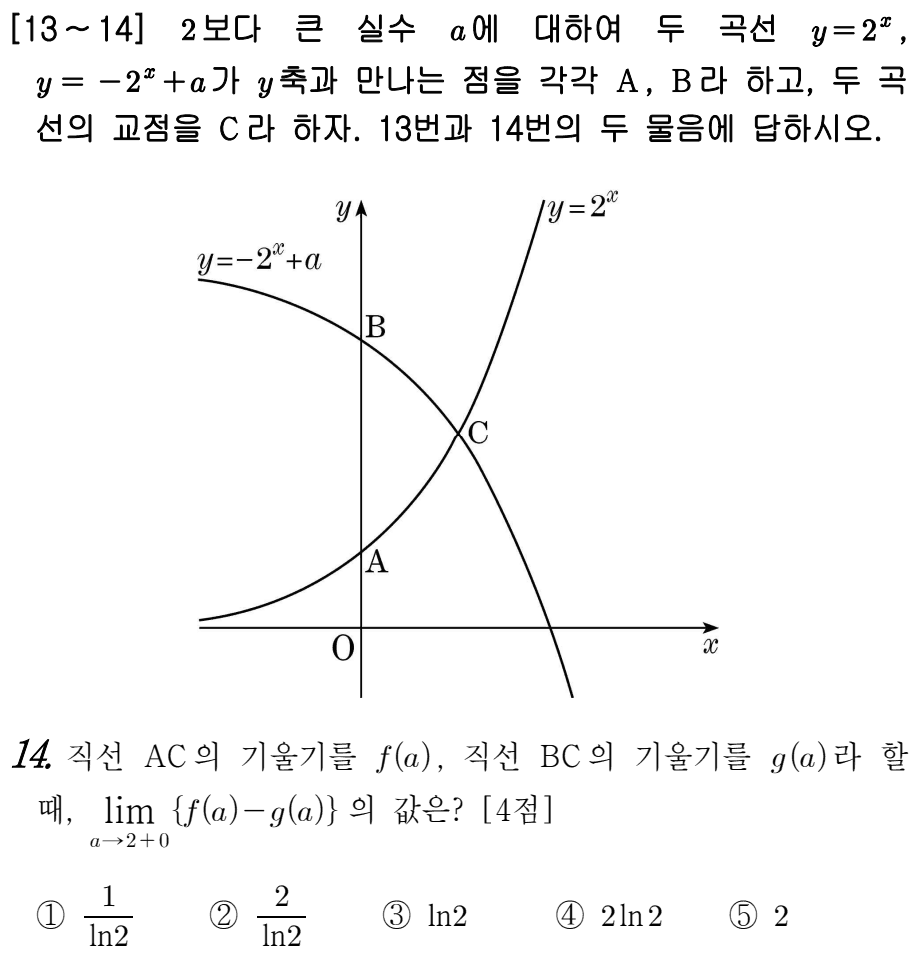 [13~14] 2보다 큰 실수 a에 대하여 두 곡선 y=2^x,
y=-2^x+a가 y축과 만나는 점을 각각 A, B라 하고, 두 곡
선의 교점을 C라 하자. 13번과 14번의 두 물음에 답하시오.
y
y=2^x
y=-2^x+a
B
C
A
O
x
14. 직선 AC의 기울기를 f(a), 직선 BC의 기울기를 g(a)라 할
때, lim_{a→2+0} {f(a)-g(a)}의 값은? [4점]
① 1/ln2 ② 2/ln2 ③ ln2 ④ 2ln2 ⑤ 2